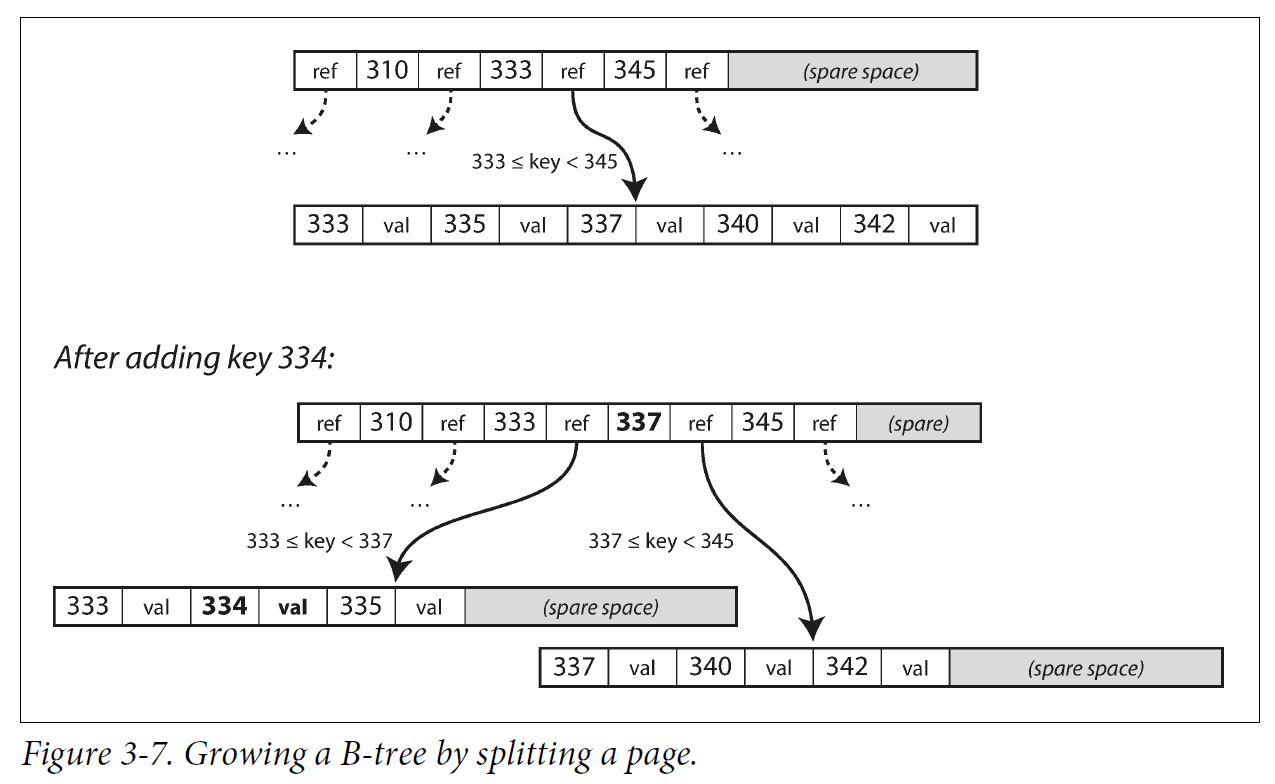 ref 310 ref 333 ref 345 ref (spare space)
... ... ...
333 ≤ key < 345
333 val 335 val 337 val 340 val 342 val
After adding key 334:
ref 310 ref 333 ref 337 ref 345 ref (spare)
... ... ...
333 ≤ key < 337 337 ≤ key < 345
333 val 334 val 335 val (spare space)
337 val 340 val 342 val (spare space)
Figure 3-7. Growing a B-tree by splitting a page.